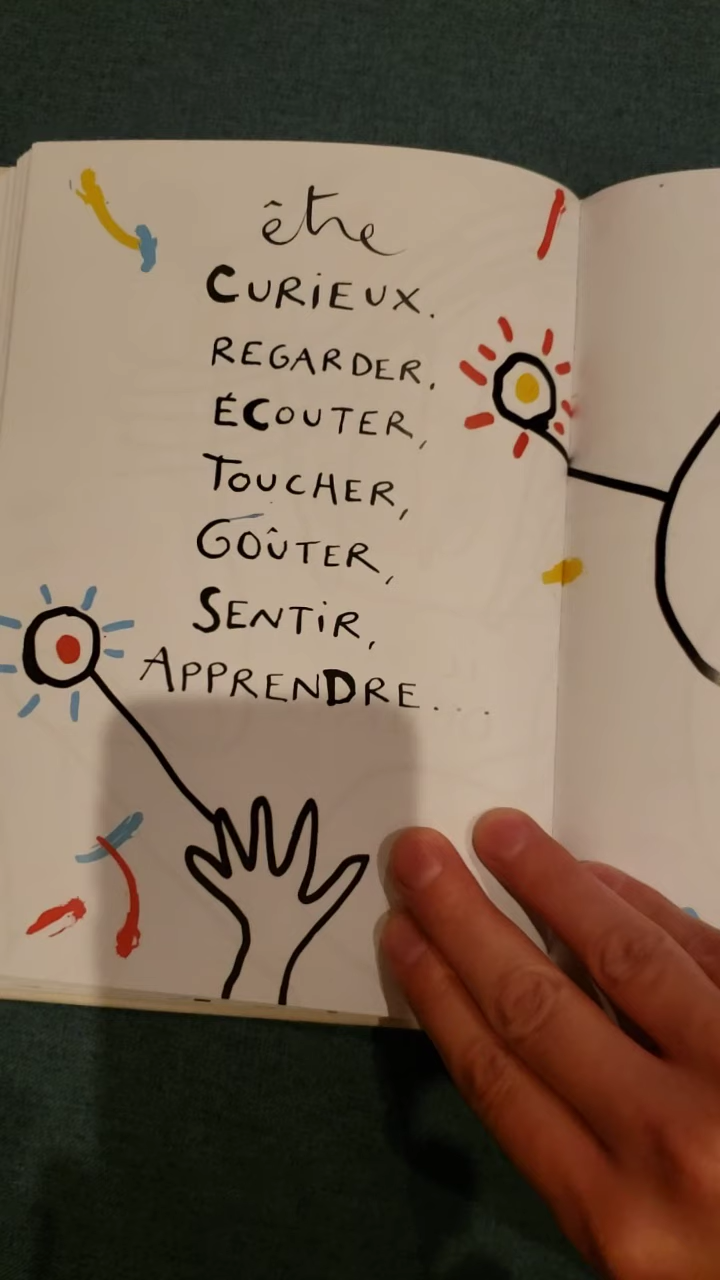 être
CURIEUX.
REGARDER,
ÉCOUTER,
TOUCHER,
GOÛTER,
SENTIR,
APPRENDRE....